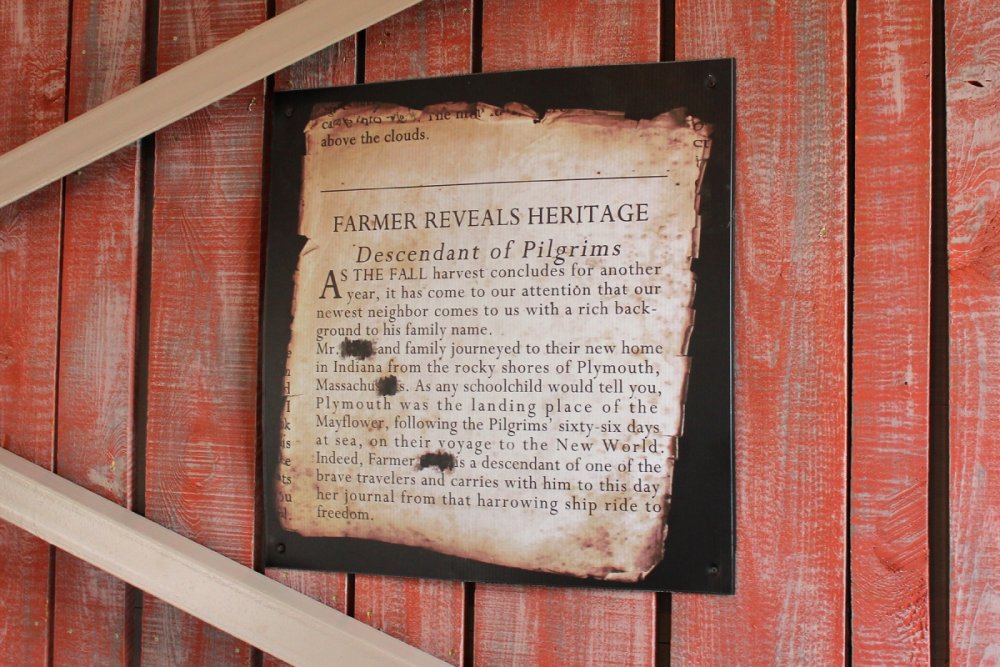 The map
above the clouds.
FARMER REVEALS HERITAGE
Descendant of Pilgrims
AS THE FALL harvest concludes for another
year, it has come to our attention that our
newest neighbor comes to us with a rich back-
ground to his family name.
Mr. and family journeyed to their new home
in Indiana from the rocky shores of Plymouth,
Massachu s. As any schoolchild would tell you,
Plymouth was the landing place of the
Mayflower, following the Pilgrims' sixty-six days
at sea, on their voyage to the New World.
Indeed, Farmer is a descendant of one of the
brave travelers and carries with him to this day
her journal from that harrowing ship ride to
freedom.